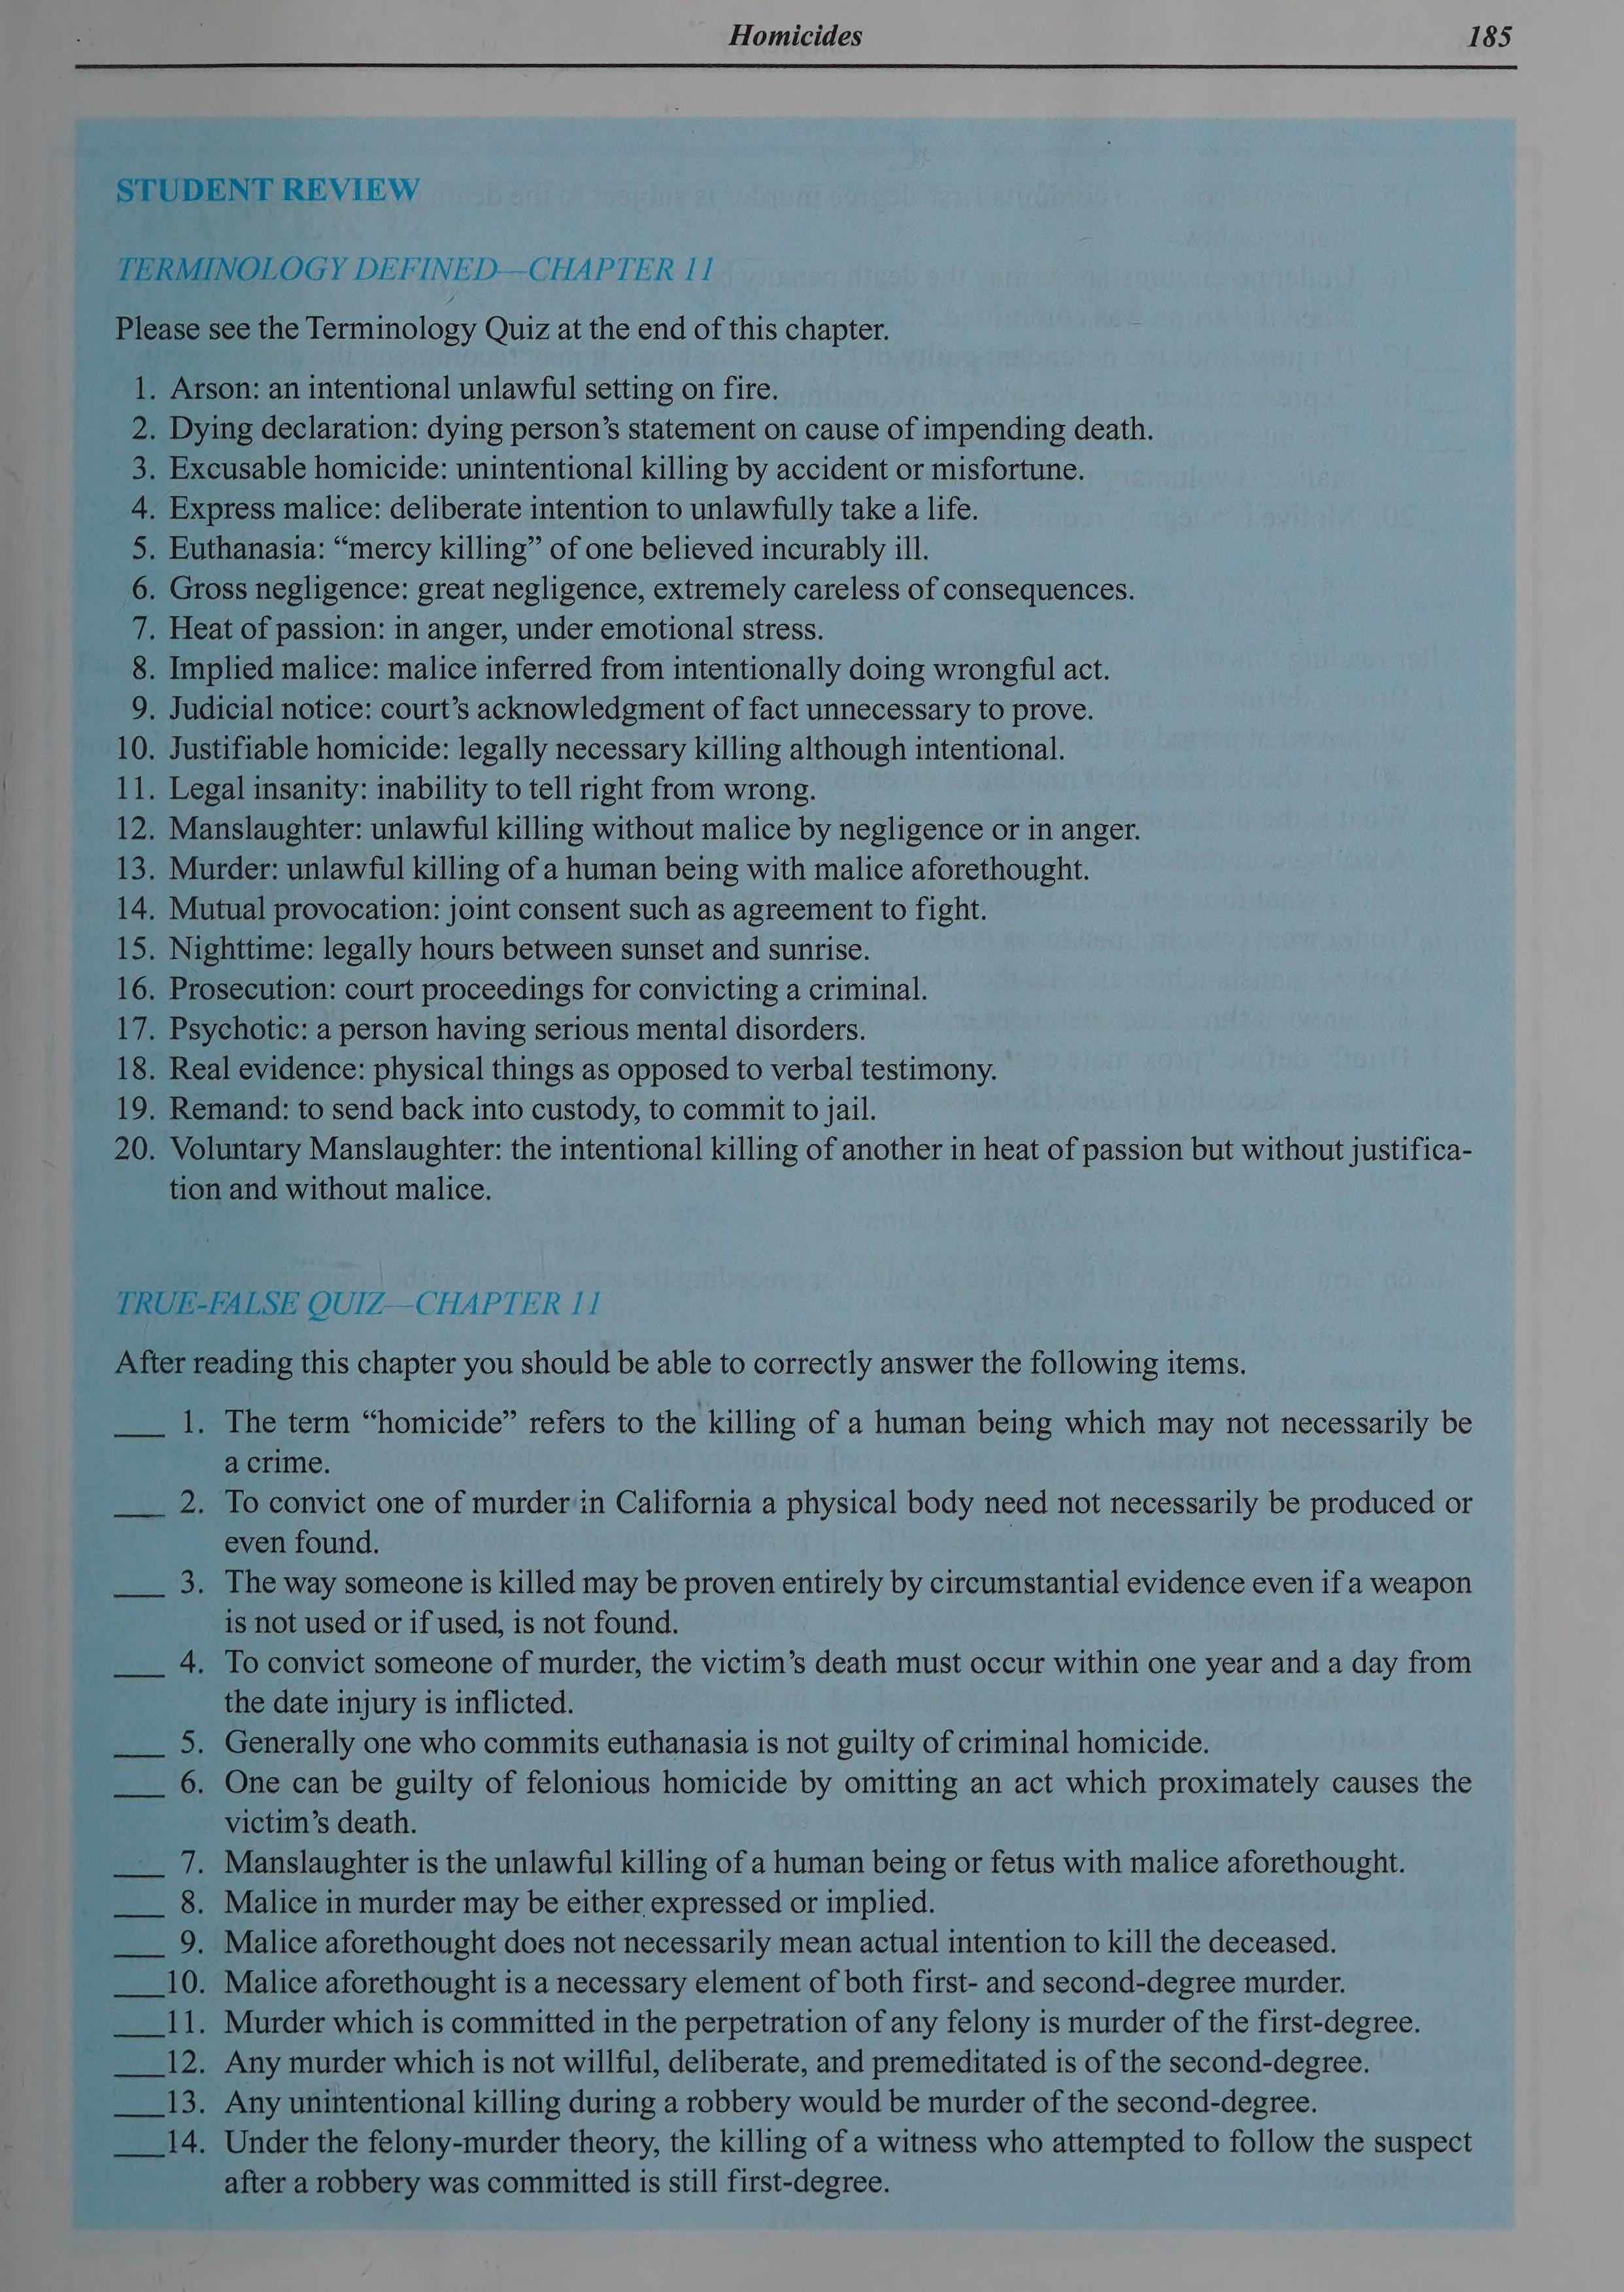 Homicides 185
STUDENT REVIEW
TERMINOLOGY DEFINED—CHAPTER 11
Please see the Terminology Quiz at the end of this chapter.
1. Arson: an intentional unlawful setting on fire.
2. Dying declaration: dying person's statement on cause of impending death.
3. Excusable homicide: unintentional killing by accident or misfortune.
4. Express malice: deliberate intention to unlawfully take a life.
5. Euthanasia: “mercy killing” of one believed incurably ill.
6. Gross negligence: great negligence, extremely careless of consequences.
7. Heat of passion: in anger, under emotional stress.
8. Implied malice: malice inferred from intentionally doing wrongful act.
9. Judicial notice: court's acknowledgment of fact unnecessary to prove.
10. Justifiable homicide: legally necessary killing although intentional.
11. Legal insanity: inability to tell right from wrong.
12. Manslaughter: unlawful killing without malice by negligence or in anger.
13. Murder: unlawful killing of a human being with malice aforethought.
14. Mutual provocation: joint consent such as agreement to fight.
15. Nighttime: legally hours between sunset and sunrise.
16. Prosecution: court proceedings for convicting a criminal.
17. Psychotic: a person having serious mental disorders.
18. Real evidence: physical things as opposed to verbal testimony.
19. Remand: to send back into custody, to commit to jail.
20. Voluntary Manslaughter: the intentional killing of another in heat of passion but without justifica-
tion and without malice.
TRUE-FALSE QUIZ—CHAPTER 11
After reading this chapter you should be able to correctly answer the following items.
___ 1. The term “homicide” refers to the killing of a human being which may not necessarily be
a crime.
___ 2. To convict one of murder in California a physical body need not necessarily be produced or
even found.
___ 3. The way someone is killed may be proven entirely by circumstantial evidence even if a weapon
is not used or if used, is not found.
___ 4. To convict someone of murder, the victim's death must occur within one year and a day from
the date injury is inflicted.
___ 5. Generally one who commits euthanasia is not guilty of criminal homicide.
___ 6. One can be guilty of felonious homicide by omitting an act which proximately causes the
victim's death.
___ 7. Manslaughter is the unlawful killing of a human being or fetus with malice aforethought.
___ 8. Malice in murder may be either expressed or implied.
___ 9. Malice aforethought does not necessarily mean actual intention to kill the deceased.
___10. Malice aforethought is a necessary element of both first- and second-degree murder.
___11. Murder which is committed in the perpetration of any felony is murder of the first-degree.
___12. Any murder which is not willful, deliberate, and premeditated is of the second-degree.
___13. Any unintentional killing during a robbery would be murder of the second-degree.
___14. Under the felony-murder theory, the killing of a witness who attempted to follow the suspect
after a robbery was committed is still first-degree.